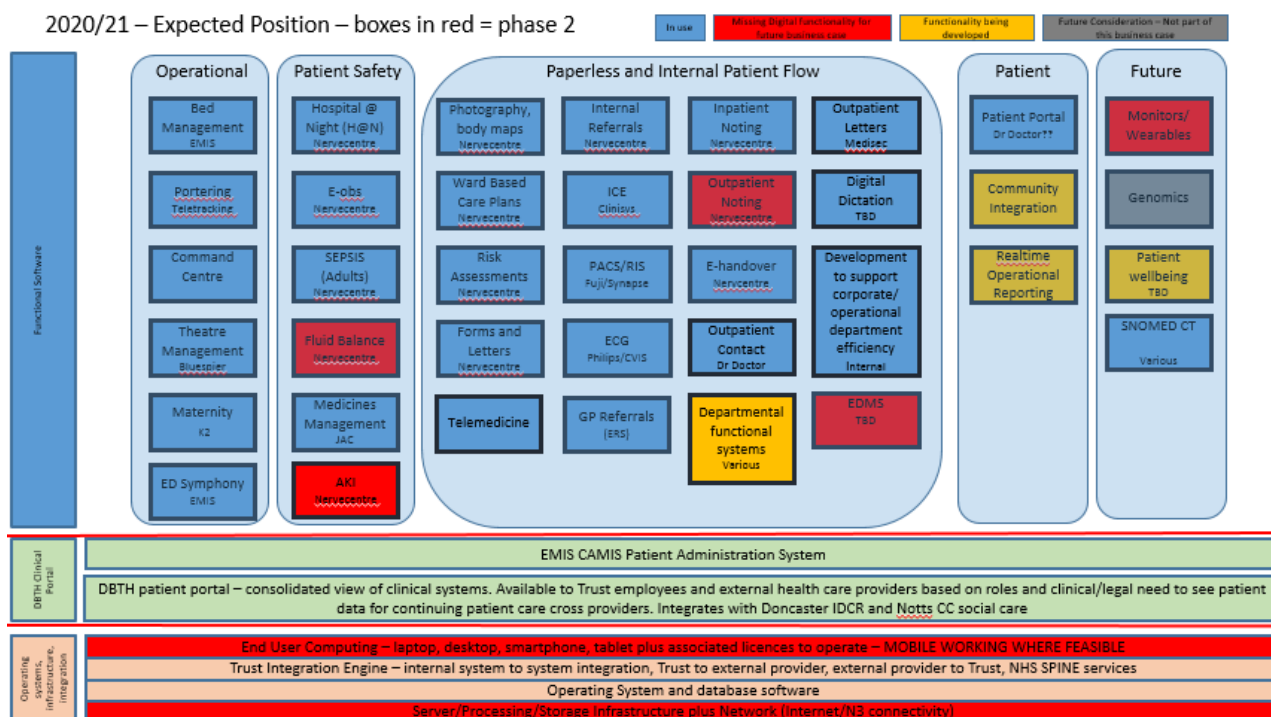 2020/21 – Expected Position – boxes in red = phase 2
In use
Missing Digital functionality for
future business case
Functionality being
developed
Future Consideration – Not part of
this business case
Functional Software
Operational
Bed
Management
EMIS
Portering
Teletracking
Command
Centre
Theatre
Management
Bluespier
Maternity
K2
ED Symphony
EMIS
Patient Safety
Hospital @
Night (H@N)
Nervecentre
E-obs
Nervecentre
SEPSIS
(Adults)
Nervecentre
Fluid Balance
Nervecentre
Medicines
Management
JAC
AKI
Nervecentre
Paperless and Internal Patient Flow
Photography,
body maps
Nervecentre
Ward Based
Care Plans
Nervecentre
Risk
Assessments
Nervecentre
Forms and
Letters
Nervecentre
Telemedicine
Internal
Referrals
Nervecentre
ICE
Clinisus
PACS/RIS
Fuji/Synapse
ECG
Philips/CVIS
GP Referrals
(ERS)
Inpatient
Noting
Nervecentre
Outpatient
Noting
Nervecentre
E-handover
Nervcentre
Outpatient
Contact
Dr Doctor
Departmental
functional
systems
Various
Outpatient
Letters
Medisec
Digital
Dictation
TBD
Development
to support
corporate/
operational
department
efficiency
Internal
EDMS
TBD
Patient
Patient Portal
Dr Doctor??
Community
Integration
Realtime
Operational
Reporting
Future
Monitors/
Wearables
Genomics
Patient
wellbeing
TBD
SNOMED CT
Various
DBTH Clinical
Portal
EMIS CAMIS Patient Administration System
DBTH patient portal – consolidated view of clinical systems. Available to Trust employees and external health care providers based on roles and clinical/legal need to see patient
data for continuing patient care cross providers. Integrates with Doncaster IDCR and Notts CC social care
Operating
systems,
infrastructure,
integration
End User Computing – laptop, desktop, smartphone, tablet plus associated licences to operate – MOBILE WORKING WHERE FEASIBLE
Trust Integration Engine – internal system to system integration, Trust to external provider, external provider to Trust, NHS SPINE services
Operating System and database software
Server/Processing/Storage Infrastructure plus Network (Internet/N3 connectivity)